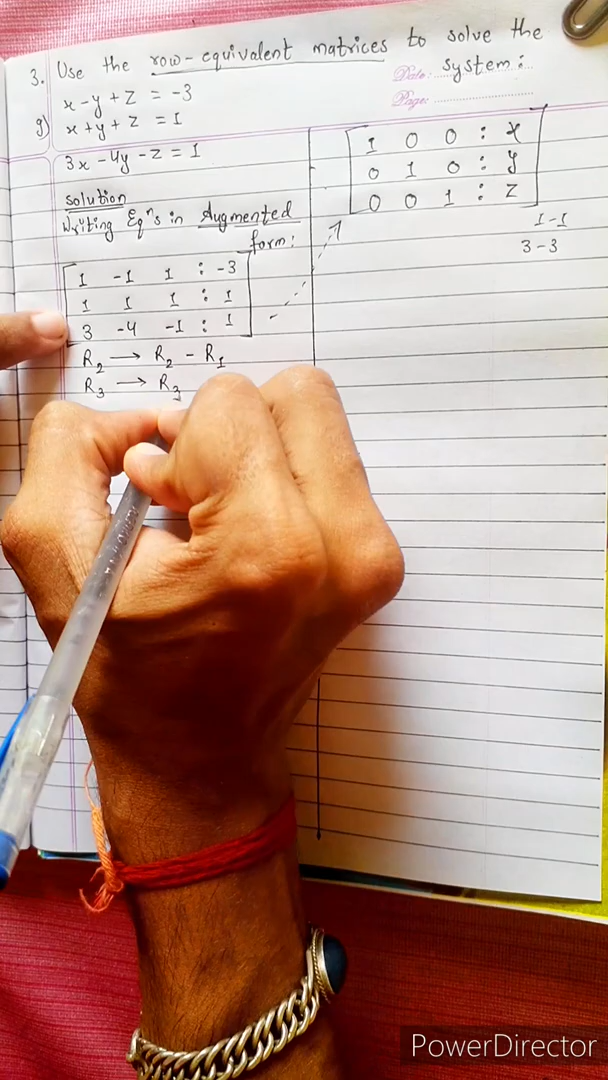 3. Use the row-equivalent matrices to solve the
system:
Date:
Page:
g) x - y + z = -3
x + y + z = 1
3x - 4y - z = 1
solution
Writing Eqⁿs in Augmented
form:
1 -1 1 : -3
1 1 1 : 1
3 -4 -1 : 1
R₂ → R₂ - R₁
R₃ → R₃
1 0 0 : x
0 1 0 : y
0 0 1 : z
1-1
3-3
PowerDirector